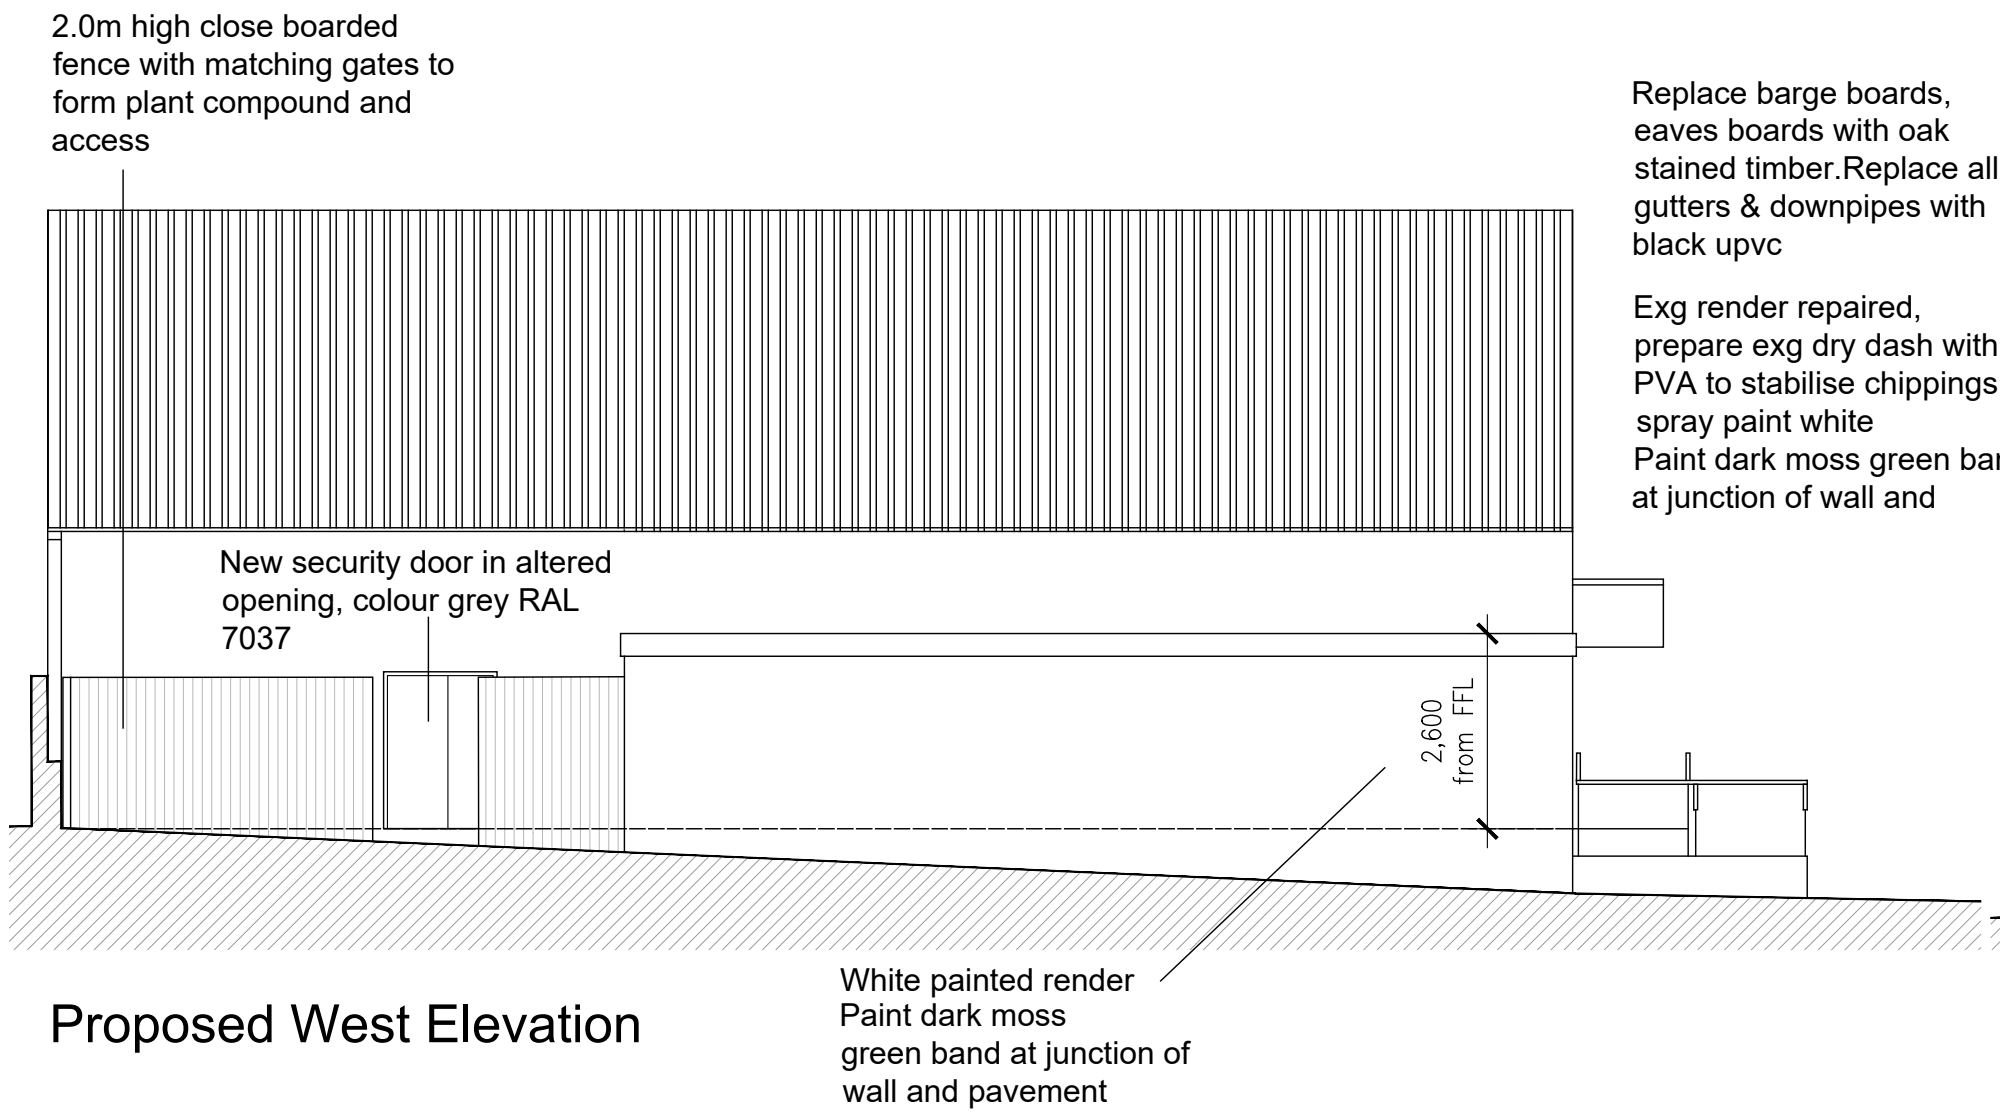 2.0m high close boarded
fence with matching gates to
form plant compound and
access
Replace barge boards,
eaves boards with oak
stained timber.Replace all
gutters & downpipes with
black upvc
Exg render repaired,
prepare exg dry dash with
PVA to stabilise chippings
spray paint white
Paint dark moss green
at junction of wall and
New security door in altered
opening, colour grey RAL
7037
2,600
from FFL
White painted render
Paint dark moss
green band at junction of
wall and pavement
Proposed West Elevation